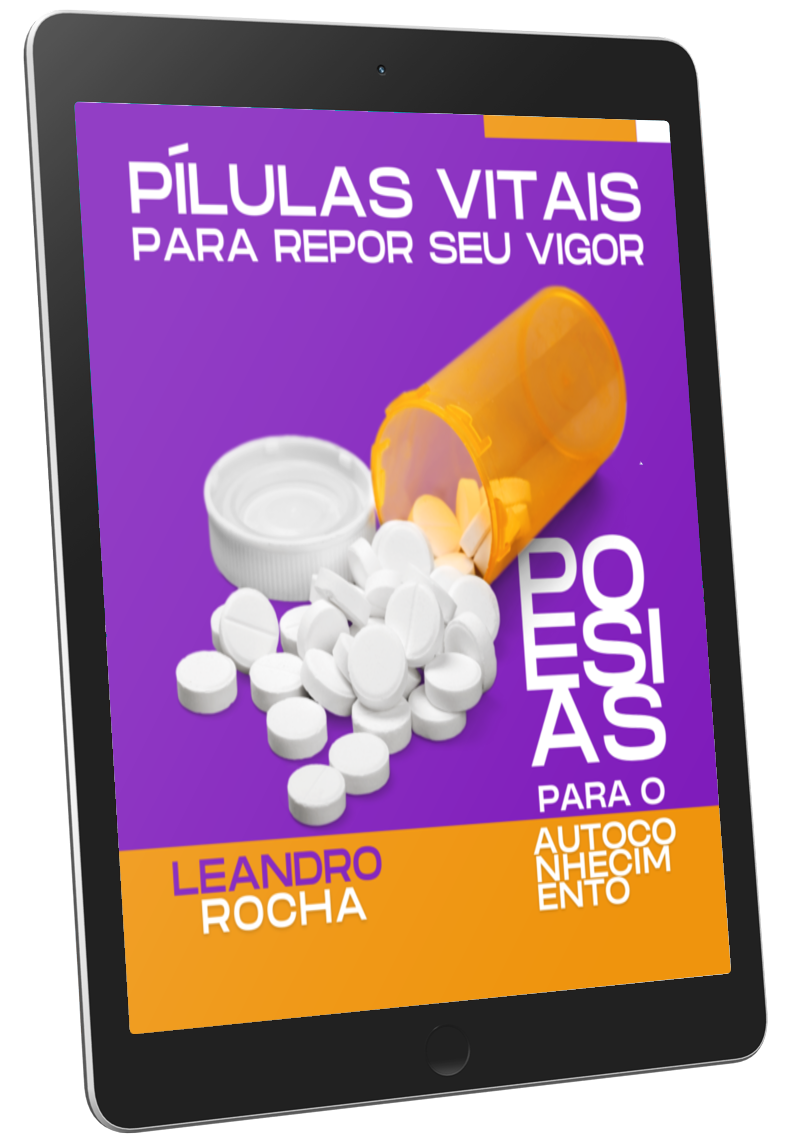 PÍLULAS VITAIS
PARA REPOR SEU VIGOR
PO
ESI
AS
PARA O
AUTOCO
NHECIM
ENTO
LEANDRO
ROCHA